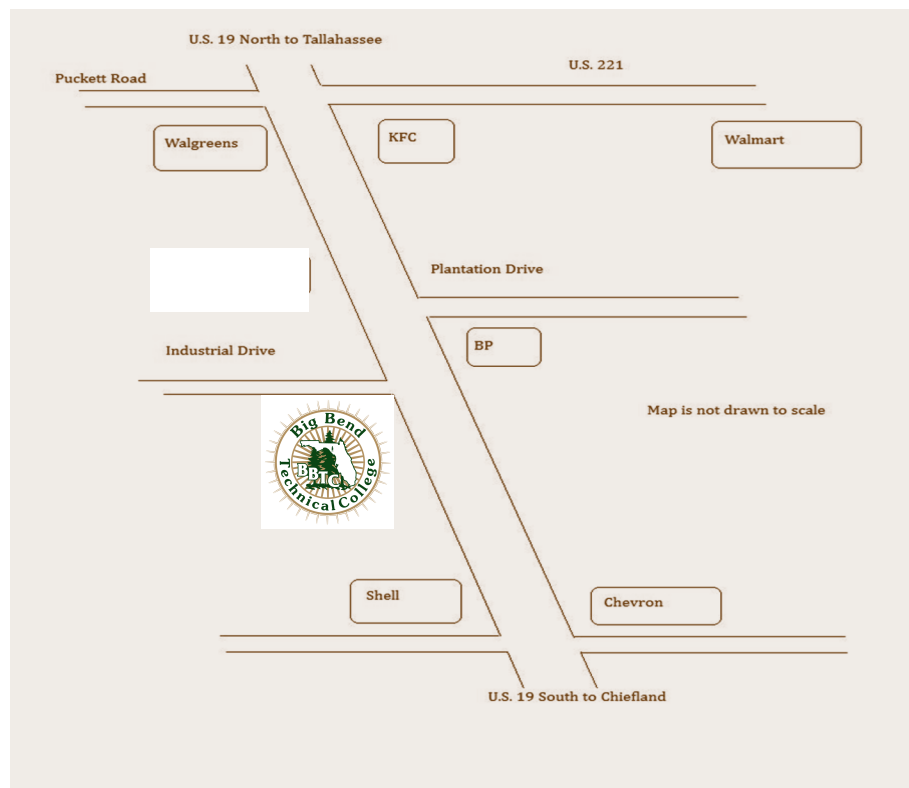 U.S. 19 North to Tallahassee
U.S. 221
Puckett Road
Walgreens
KFC
Walmart
Plantation Drive
BP
Industrial Drive
Map is not drawn to scale
Big Bend
BBTC
Technical College
Shell
Chevron
U.S. 19 South to Chiefland